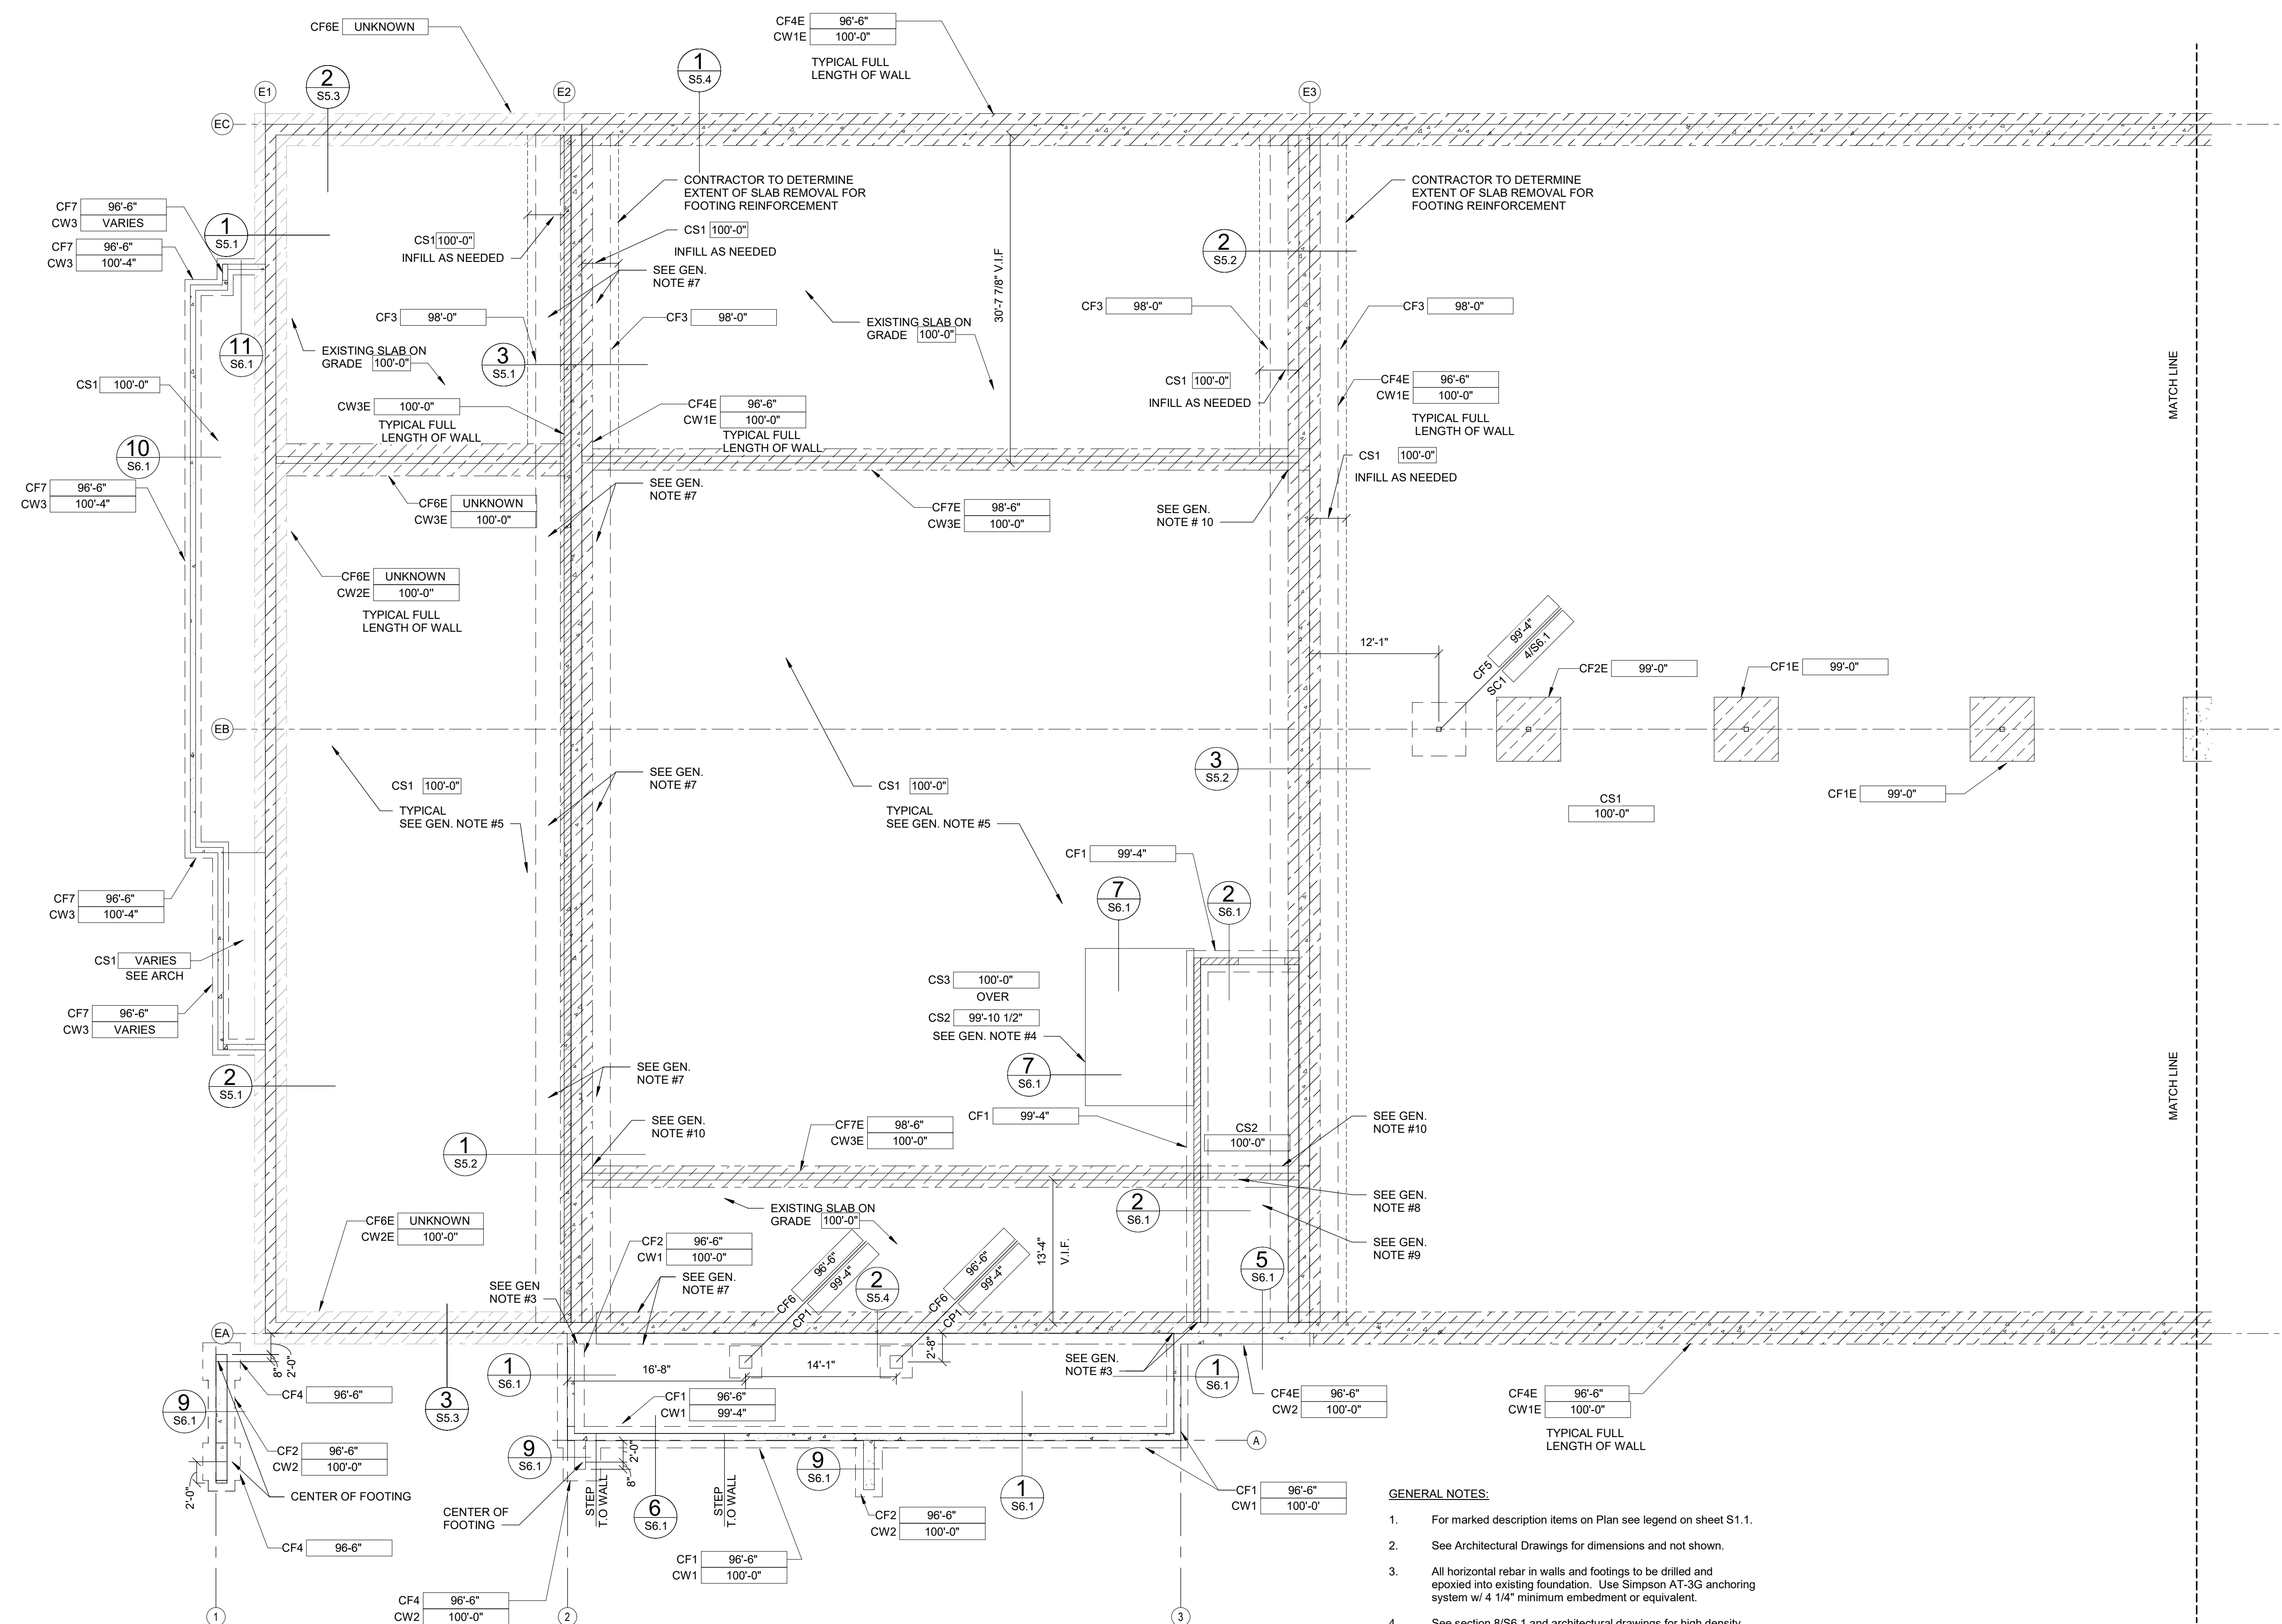 CF6E UNKNOWN
CF4E 96'-6"
CW1E 100'-0"
TYPICAL FULL
LENGTH OF WALL
1
S5.4
2
S5.3
E1
E2
E3
EC
CONTRACTOR TO DETERMINE
EXTENT OF SLAB REMOVAL FOR
FOOTING REINFORCEMENT
CONTRACTOR TO DETERMINE
EXTENT OF SLAB REMOVAL FOR
FOOTING REINFORCEMENT
CF7 96'-6"
CW3 VARIES
1
S5.1
CF7 96'-6"
CW3 100'-4"
CS1 100'-0"
INFILL AS NEEDED
CS1 100'-0"
INFILL AS NEEDED
SEE GEN.
NOTE #7
30'-7 7/8" V.I.F
2
S5.2
CF3 98'-0"
CF3 98'-0"
CF3 98'-0"
CF3 98'-0"
11
S6.1
EXISTING SLAB ON
GRADE 100'-0"
3
S5.1
EXISTING SLAB ON
GRADE 100'-0"
MATCH LINE
CS1 100'-0"
CS1 100'-0"
INFILL AS NEEDED
CF4E 96'-6"
CW1E 100'-0"
TYPICAL FULL
LENGTH OF WALL
CW3E 100'-0"
TYPICAL FULL
LENGTH OF WALL
CF4E 96'-6"
CW1E 100'-0"
TYPICAL FULL
LENGTH OF WALL
10
S6.1
CS1 100'-0"
INFILL AS NEEDED
CF7 96'-6"
CW3 100'-4"
CF6E UNKNOWN
CW3E 100'-0"
SEE GEN.
NOTE #7
CF7E 98'-6"
CW3E 100'-0"
SEE GEN.
NOTE # 10
CF6E UNKNOWN
CW2E 100'-0"
TYPICAL FULL
LENGTH OF WALL
12'-1"
CF5 99'-4"
SC1 4/S6.1
CF2E 99'-0"
CF1E 99'-0"
EB
CS1 100'-0"
TYPICAL
SEE GEN. NOTE #5
SEE GEN.
NOTE #7
CS1 100'-0"
TYPICAL
SEE GEN. NOTE #5
3
S5.2
CS1
100'-0"
CF1E 99'-0"
CF1 99'-4"
7
S6.1
2
S6.1
CF7 96'-6"
CW3 100'-4"
CS1 VARIES
SEE ARCH
CF7 96'-6"
CW3 VARIES
CS3 100'-0"
OVER
CS2 99'-10 1/2"
SEE GEN. NOTE #4
7
S6.1
2
S5.1
SEE GEN.
NOTE #7
MATCH LINE
CF1 99'-4"
CS2
100'-0"
SEE GEN.
NOTE #10
1
S5.2
SEE GEN.
NOTE #10
CF7E 98'-6"
CW3E 100'-0"
SEE GEN.
NOTE #8
EXISTING SLAB ON
GRADE 100'-0"
2
S6.1
CF6E UNKNOWN
CW2E 100'-0"
CF2 96'-6"
CW1 100'-0"
13'-4"
V.I.F.
SEE GEN.
NOTE #9
5
S6.1
SEE GEN
NOTE #3
SEE GEN.
NOTE #7
CF6 96'-6"
CP1 99'-4"
2
S5.4
CF6 96'-6"
CP1 99'-4"
EA
8"
2'-0"
1
S6.1
16'-8"
14'-1"
2'-8"
SEE GEN.
NOTE #3
1
S6.1
CF4 96'-6"
9
S6.1
3
S5.3
CF1 96'-6"
CW1 99'-4"
CF4E 96'-6"
CW2 100'-0"
CF4E 96'-6"
CW1E 100'-0"
TYPICAL FULL
LENGTH OF WALL
CF2 96'-6"
CW2 100'-0"
9
S6.1
2'-0"
8"
9
S6.1
A
2'-0"
CENTER OF FOOTING
CENTER OF
FOOTING
STEP
T.O WALL
6
S6.1
STEP
T.O WALL
1
S6.1
CF2 96'-6"
CW2 100'-0"
CF1 96'-6"
CW1 100'-0'
CF4 96-6"
CF1 96'-6"
CW1 100'-0"
CF4 96'-6"
CW2 100'-0"
1
2
3
GENERAL NOTES:
1. For marked description items on Plan see legend on sheet S1.1.
2. See Architectural Drawings for dimensions and not shown.
3. All horizontal rebar in walls and footings to be drilled and
epoxied into existing foundation. Use Simpson AT-3G anchoring
system w/ 4 1/4" minimum embedment or equivalent.
4. See section 8/S6.1 and architectural drawings for high density